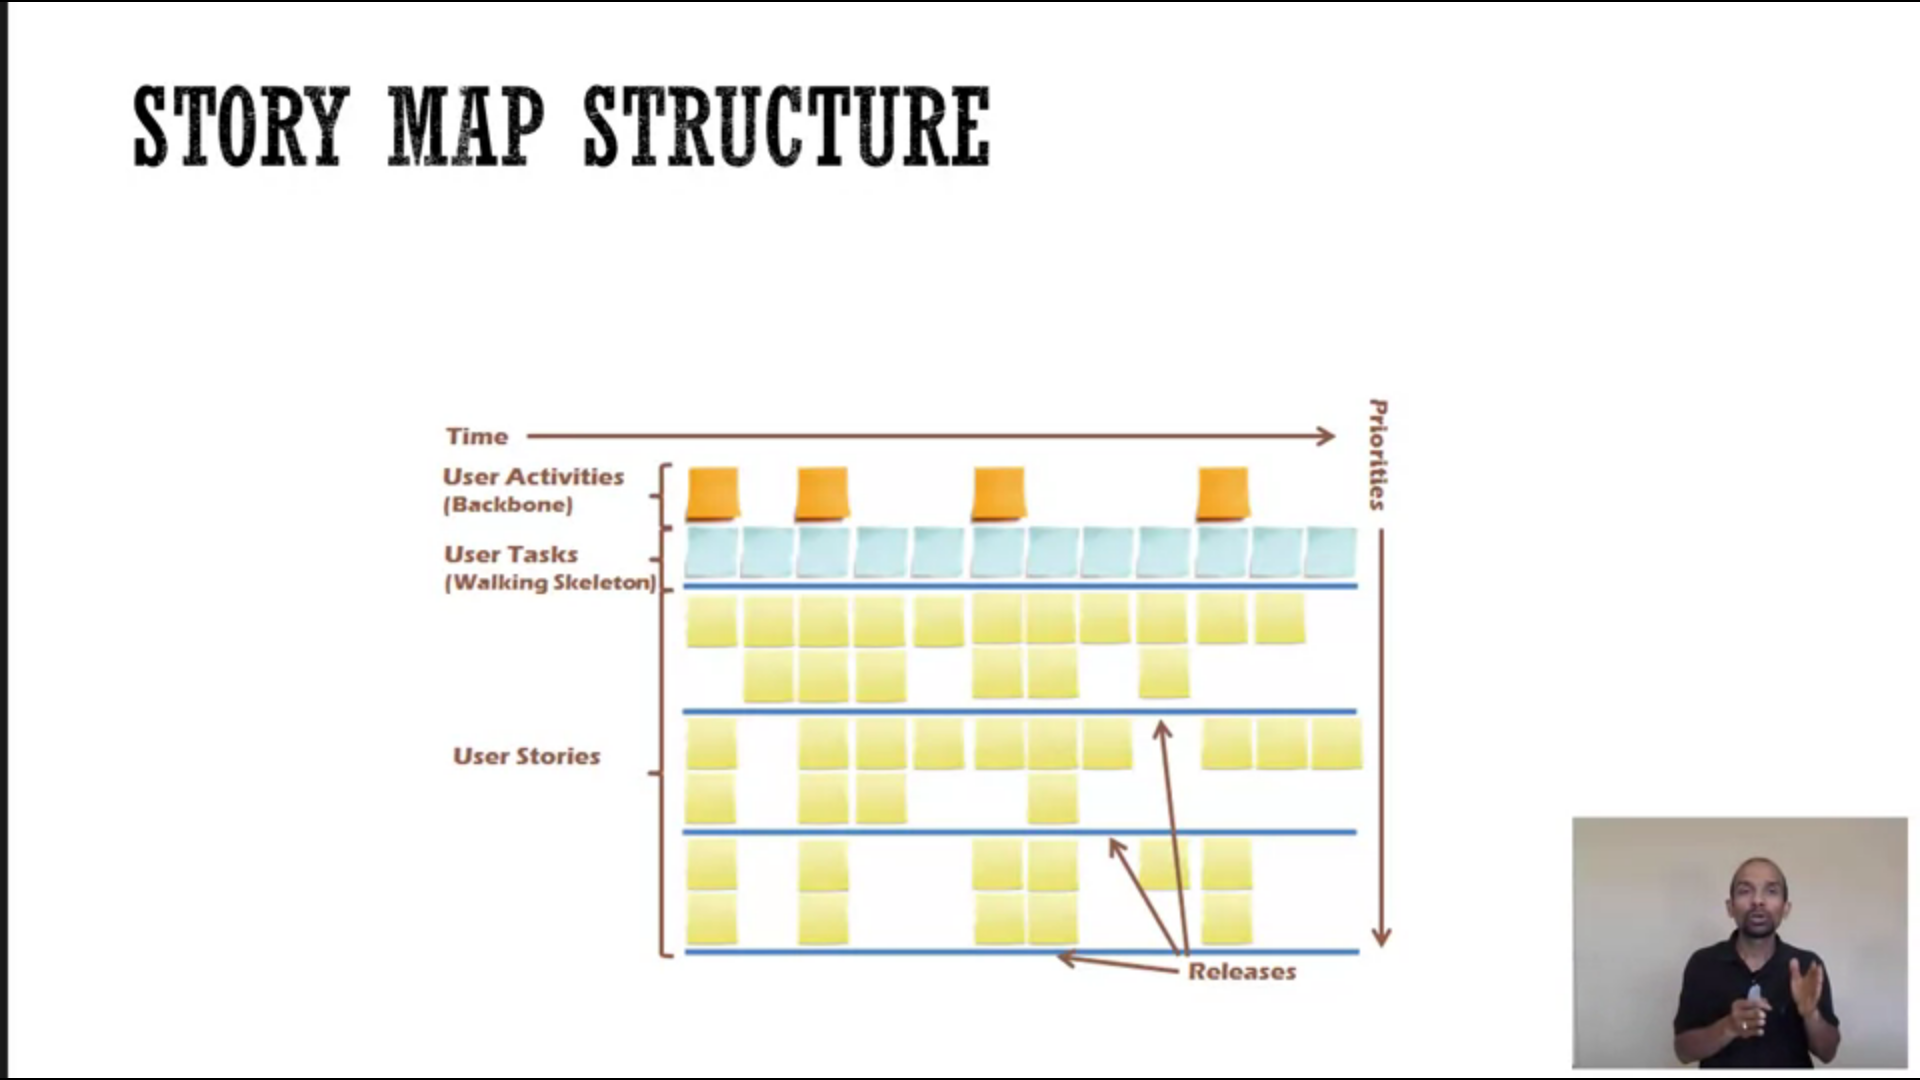 STORY MAP STRUCTURE
Time
Priorities
User Activities
(Backbone)
User Tasks
(Walking Skeleton)
User Stories
Releases